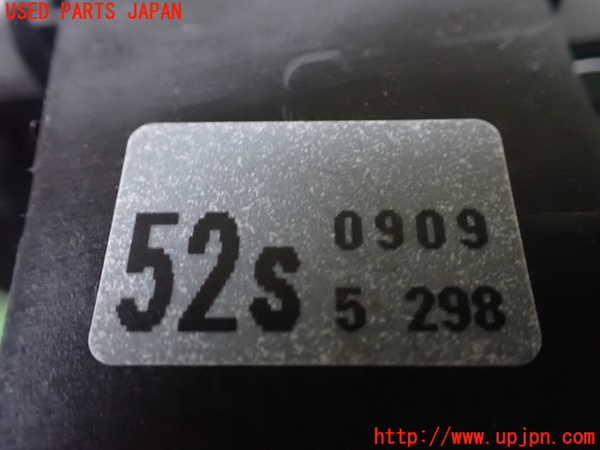 USED PARTS JAPAN
52s
0909
5 298
http://www.upjpn.com/